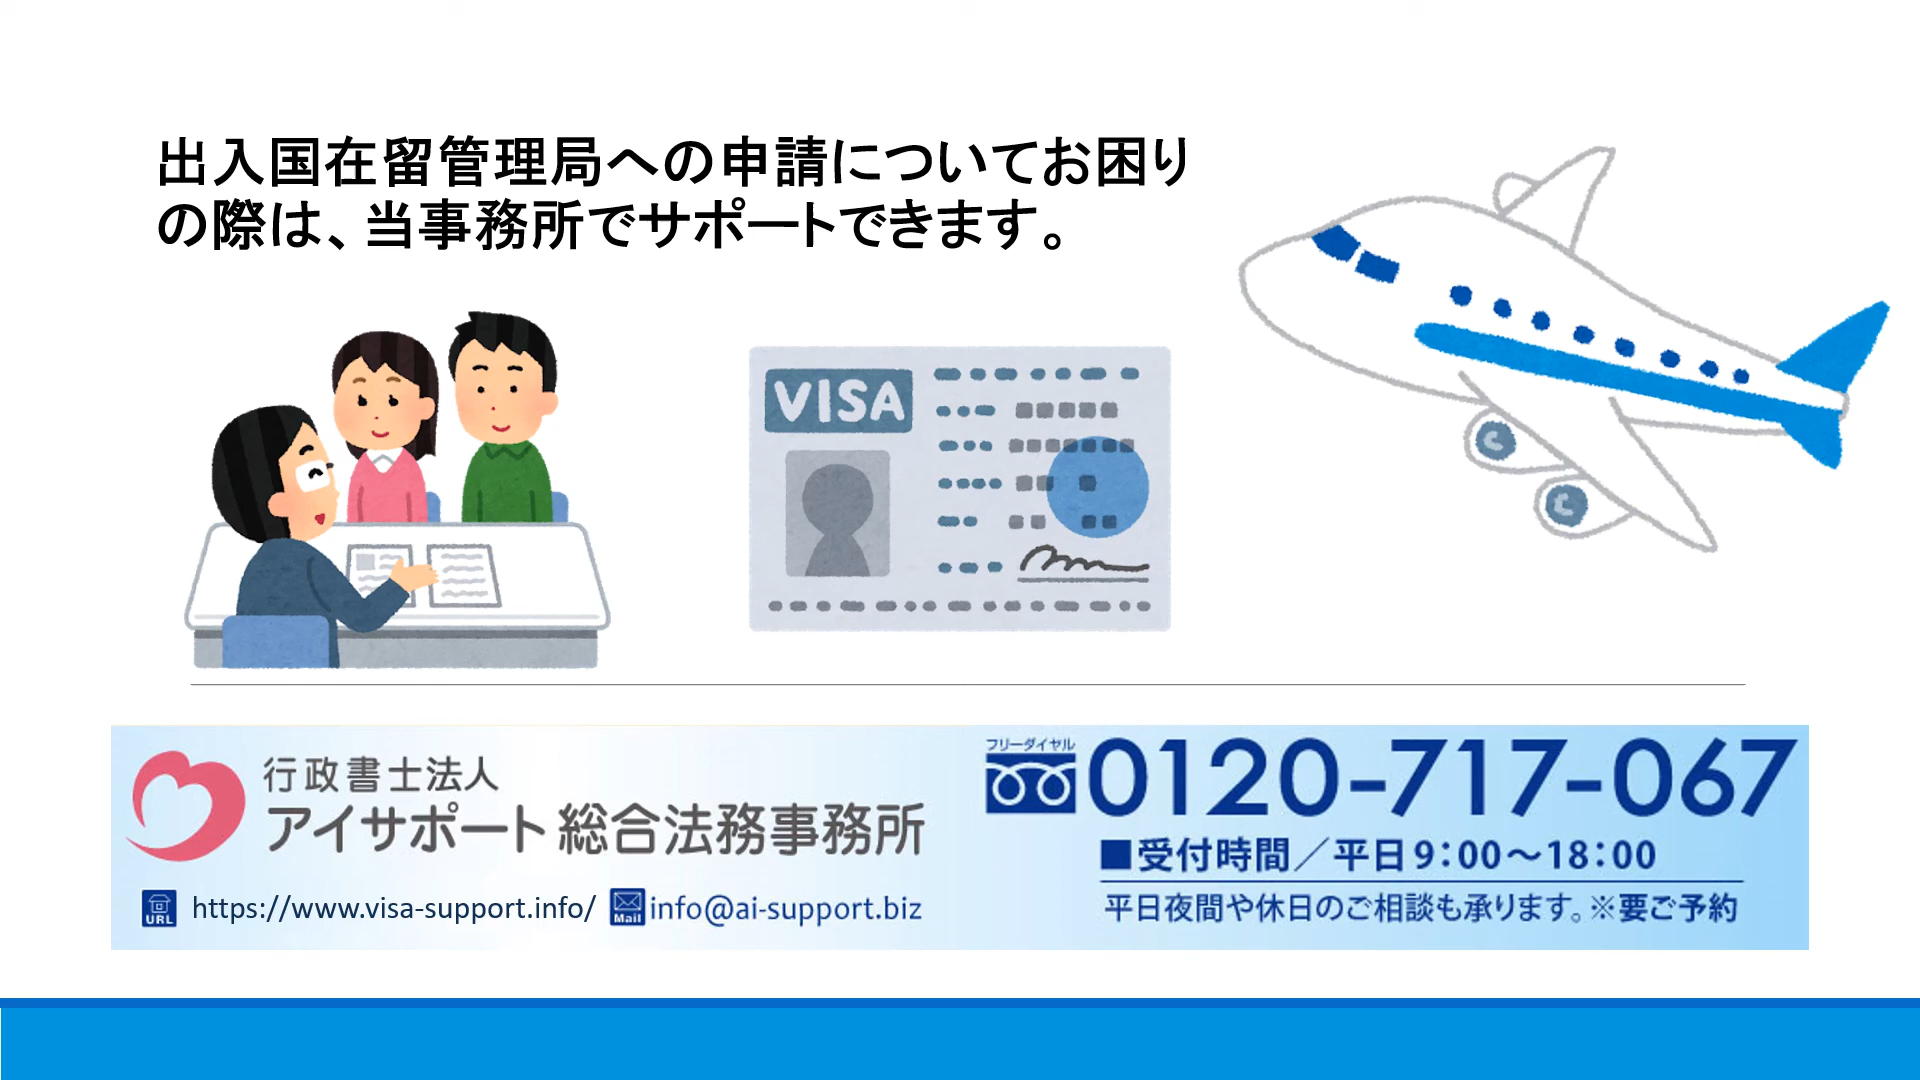 出入国在留管理局への申請についてお困り
の際は、当事務所でサポートできます。
VISA
行政書士法人
アイサポート総合法務事務所
URL https://www.visa-support.info/ Mail info@ai-support.biz
フリーダイヤル
0120-717-067
■受付時間／平日9：00～18：00
平日夜間や休日のご相談も承ります。※要ご予約